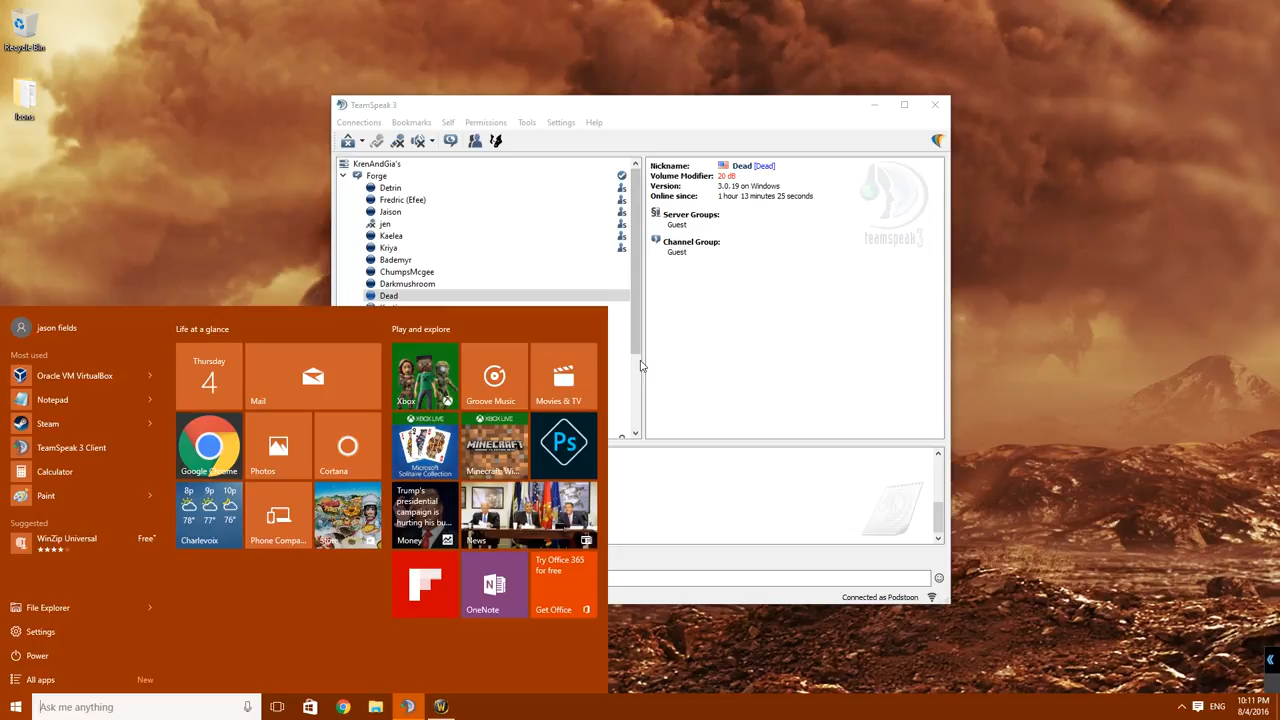 Recycle Bin
Icons
TeamSpeak 3
Connections Bookmarks Self Permissions Tools Settings Help
KrenAndGia's
Forge
Detrin
Fredric (Efee)
Jaison
jen
Kaelea
Kriya
Bademyr
ChumpsMcgee
Darkmushroom
Dead
Nickname: Dead [Dead]
Volume Modifier: 20 dB
Version: 3.0.19 on Windows
Online since: 1 hour 13 minutes 25 seconds
Server Groups:
Guest
Channel Group:
Guest
teamspeak3
Connected as Podstoon
jason fields
Most used
Oracle VM VirtualBox
Notepad
Steam
TeamSpeak 3 Client
Calculator
Paint
Suggested
WinZip Universal Free*
File Explorer
Settings
Power
All apps New
Life at a glance
Thursday
4
Mail
Google Chrome
Photos
Cortana
8p 9p 10p
78° 77° 76°
Charlevoix
Phone Compa...
Store
Play and explore
Xbox
Groove Music
Movies & TV
XBOX LIVE
Microsoft
Solitaire Collection
XBOX LIVE
MINECRAFT
Minecraft: Wi...
Ps
Trump's
presidential
campaign is
hurting his bu...
Money
News
OneNote
Try Office 365
for free
Get Office
Ask me anything
ENG
10:11 PM
8/4/2016